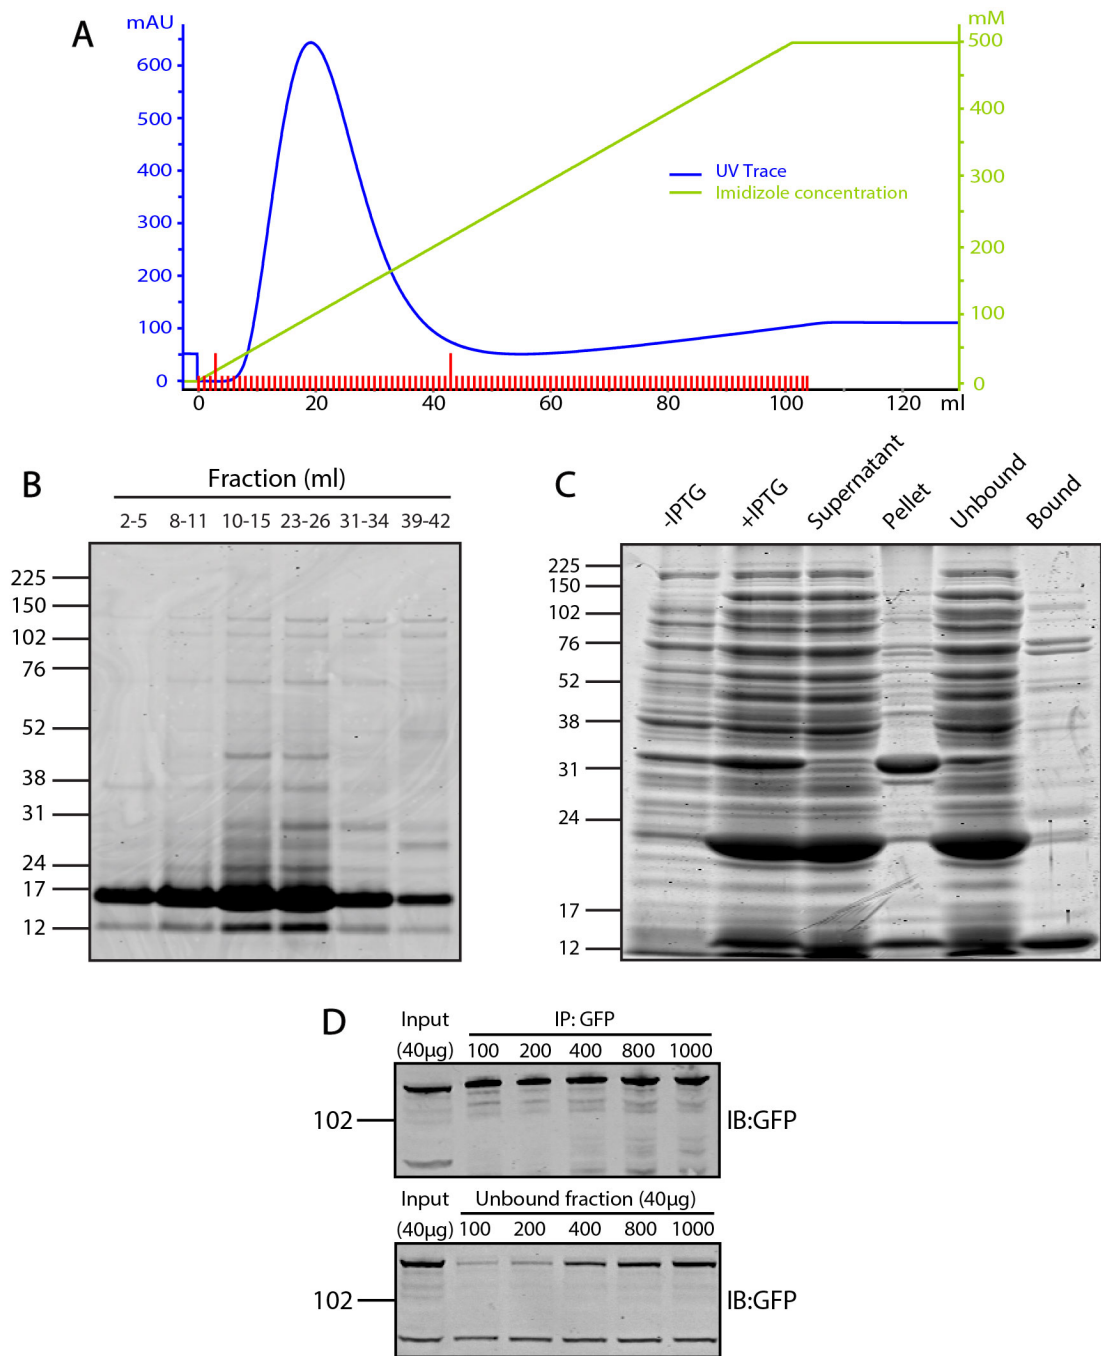 A
mAU
mM
600
500
400
300
200
100
0
500
400
300
200
100
0
UV Trace
Imidizole concentration
0 20 40 60 80 100 120 ml
B
Fraction (ml)
2-5 8-11 10-15 23-26 31-34 39-42
225
150
102
76
52
38
31
24
17
12
C
-IPTG +IPTG Supernatant Pellet Unbound Bound
225
150
102
76
52
38
31
24
17
12
D
Input IP: GFP
(40µg) 100 200 400 800 1000
102 IB:GFP
Input Unbound fraction (40µg)
(40µg) 100 200 400 800 1000
102 IB:GFP